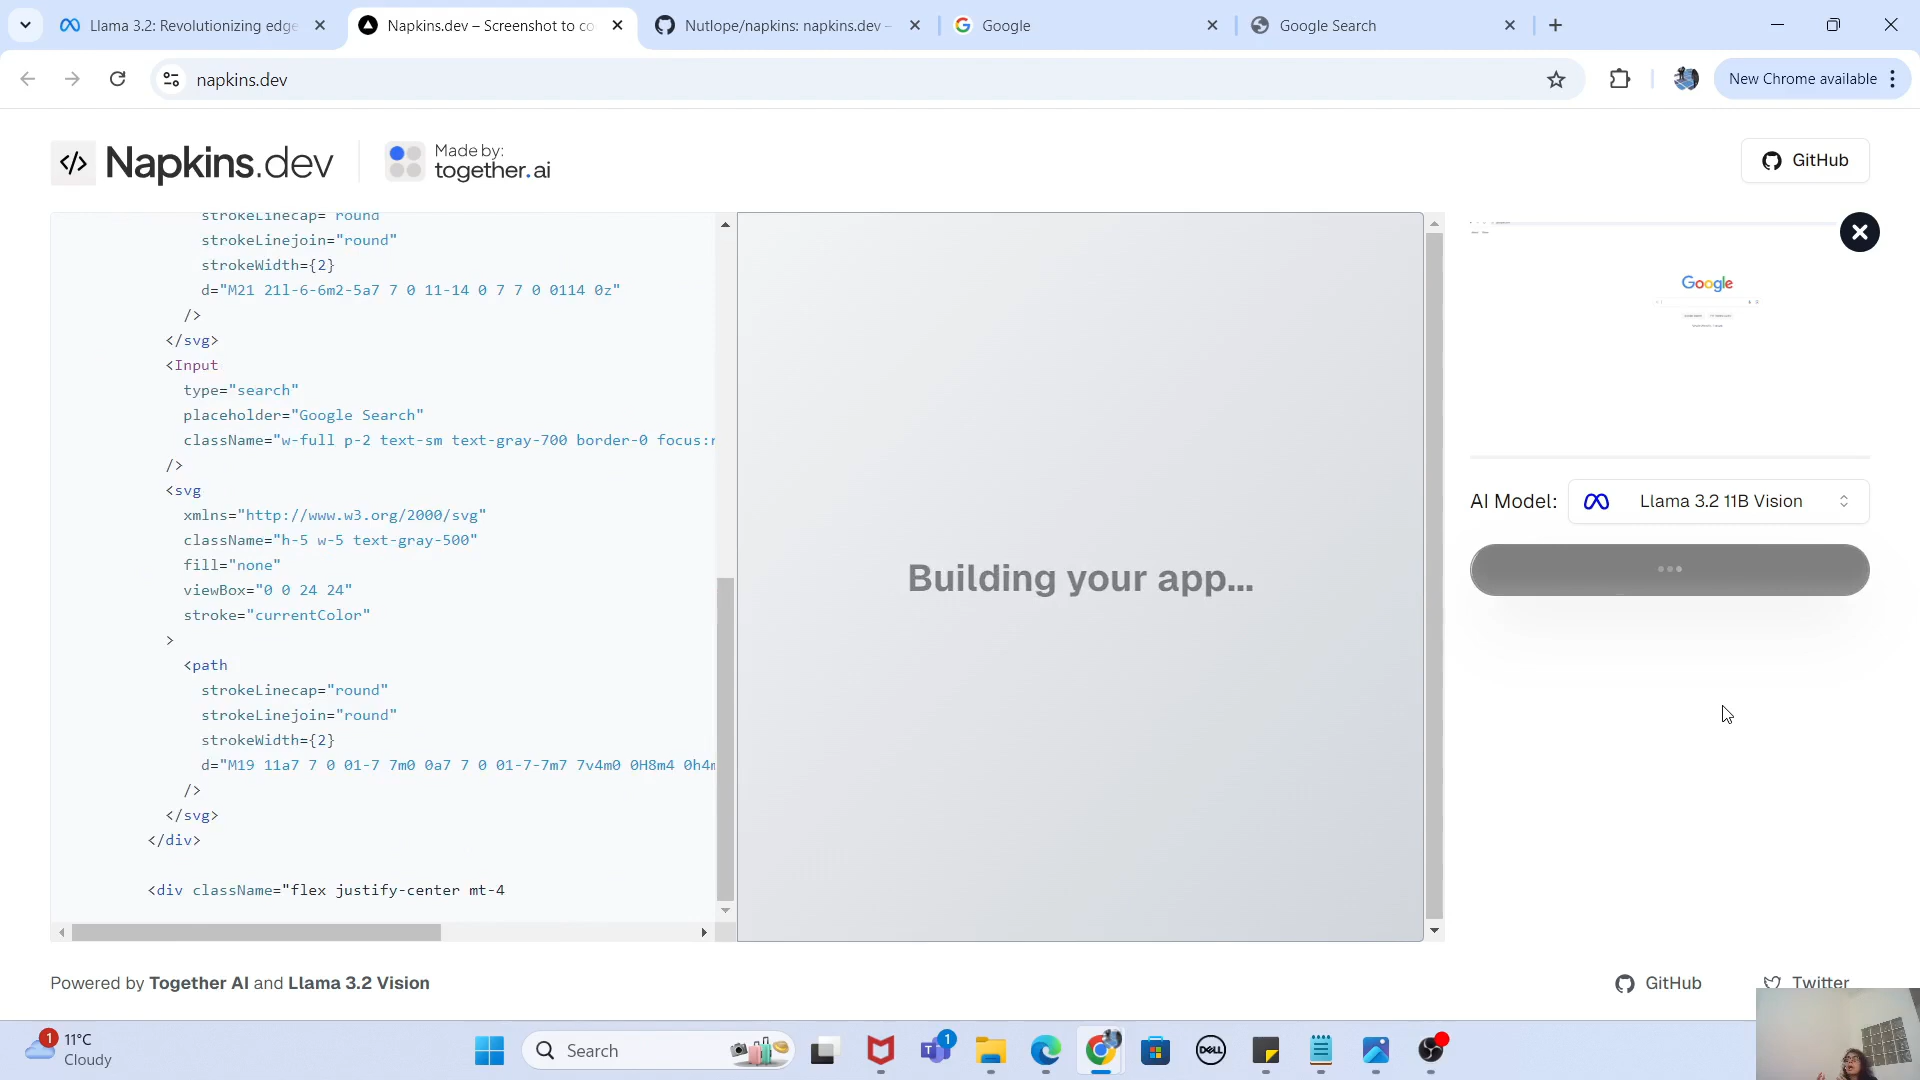 Llama 3.2: Revolutionizing edge
Napkins.dev – Screenshot to co
Nutlope/napkins: napkins.dev –
Google
Google Search
napkins.dev
New Chrome available
</> Napkins.dev
Made by:
together.ai
GitHub
strokeLinecap="round
strokeLinejoin="round"
strokeWidth={2}
d="M21 21l-6-6m2-5a7 7 0 11-14 0 7 7 0 0114 0z"
/>
</svg>
<Input
type="search"
placeholder="Google Search"
className="w-full p-2 text-sm text-gray-700 border-0 focus:r
/>
<svg
xmlns="http://www.w3.org/2000/svg"
className="h-5 w-5 text-gray-500"
fill="none"
viewBox="0 0 24 24"
stroke="currentColor"
>
<path
strokeLinecap="round"
strokeLinejoin="round"
strokeWidth={2}
d="M19 11a7 7 0 01-7 7m0 0a7 7 0 01-7-7m7 7v4m0 0H8m4 0h4m
/>
</svg>
</div>
<div className="flex justify-center mt-4
Building your app...
Google
AI Model:
Llama 3.2 11B Vision
Powered by Together AI and Llama 3.2 Vision
GitHub
Twitter
1
11°C
Cloudy
Search
1
DELL